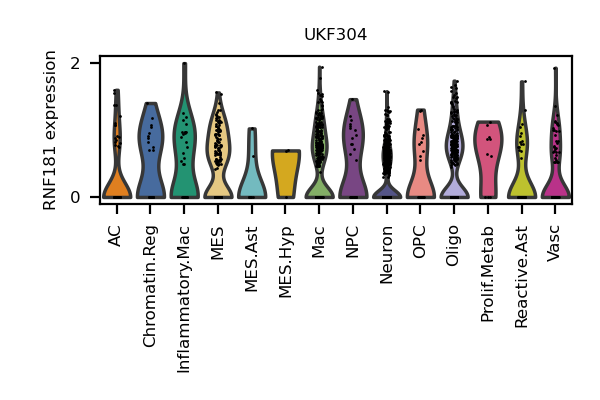 UKF304
RNF181 expression
2
0
AC
Chromatin.Reg
Inflammatory.Mac
MES
MES.Ast
MES.Hyp
Mac
NPC
Neuron
OPC
Oligo
Prolif.Metab
Reactive.Ast
Vasc